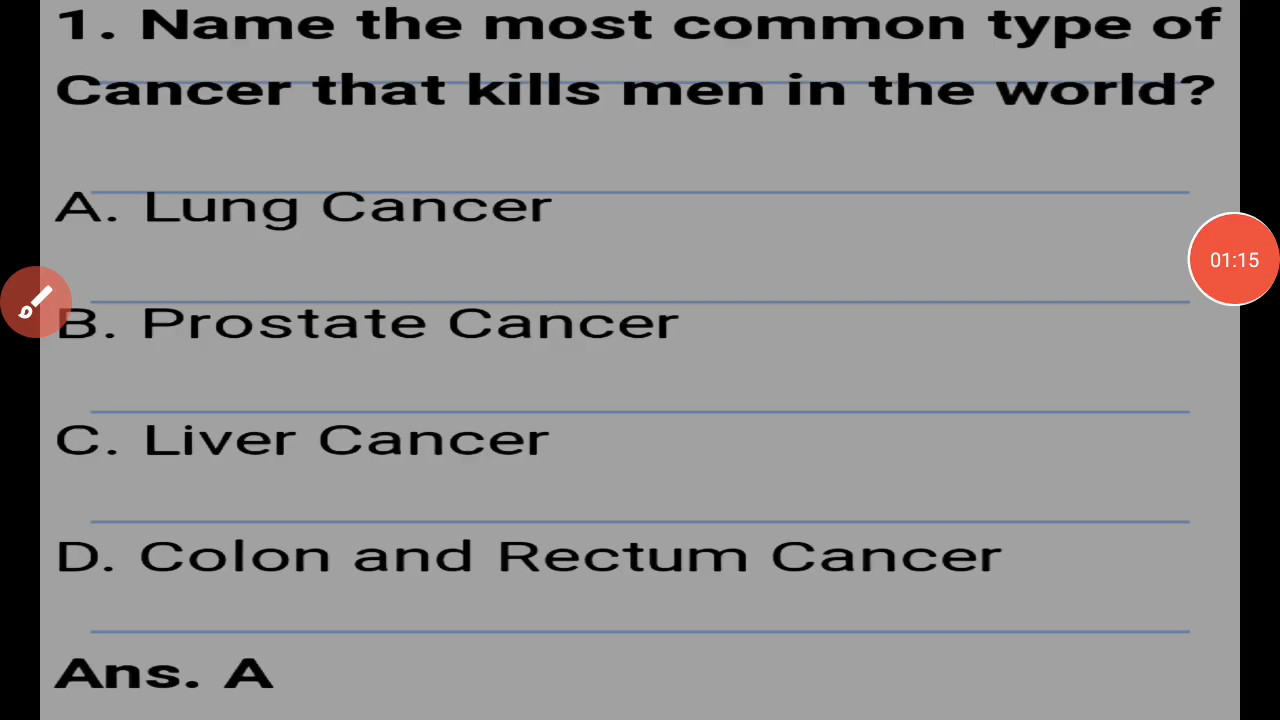 1. Name the most common type of
Cancer that kills men in the world?
A. Lung Cancer
01:15
B. Prostate Cancer
C. Liver Cancer
D. Colon and Rectum Cancer
Ans. A